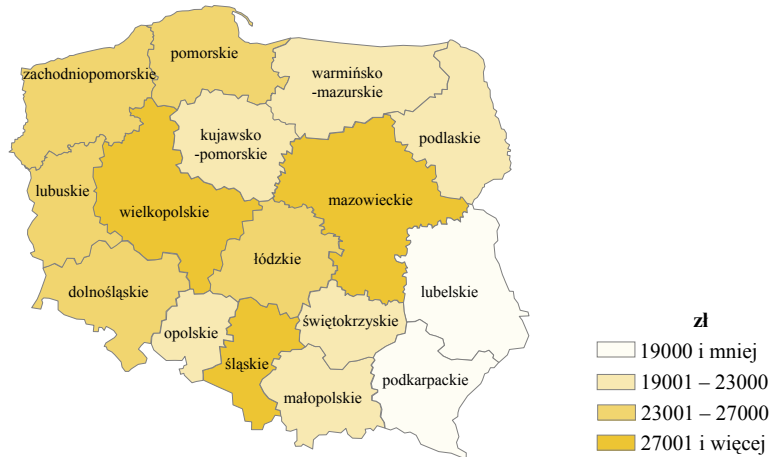 pomorskie
zachodniopomorskie
warmińsko
-mazurskie
kujawsko
-pomorskie
podlaskie
lubuskie
wielkopolskie
mazowieckie
łódzkie
dolnośląskie
lubelskie
opolskie
świętokrzyskie
śląskie
podkarpackie
małopolskie
zł
19000 i mniej
19001 – 23000
23001 – 27000
27001 i więcej